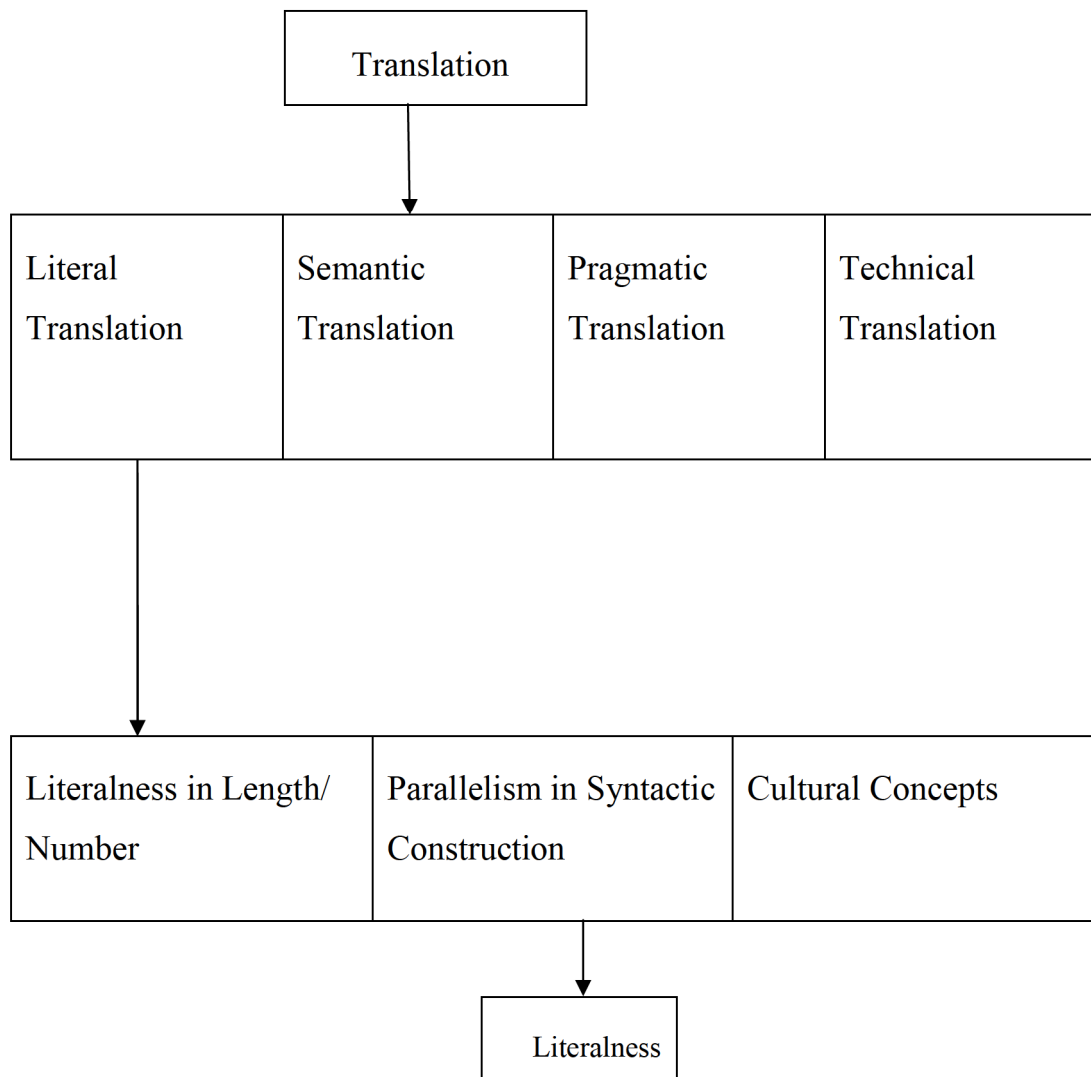 Translation
Literal
Translation
Semantic
Translation
Pragmatic
Translation
Technical
Translation
Literalness in Length/
Number
Parallelism in Syntactic
Construction
Cultural Concepts
Literalness